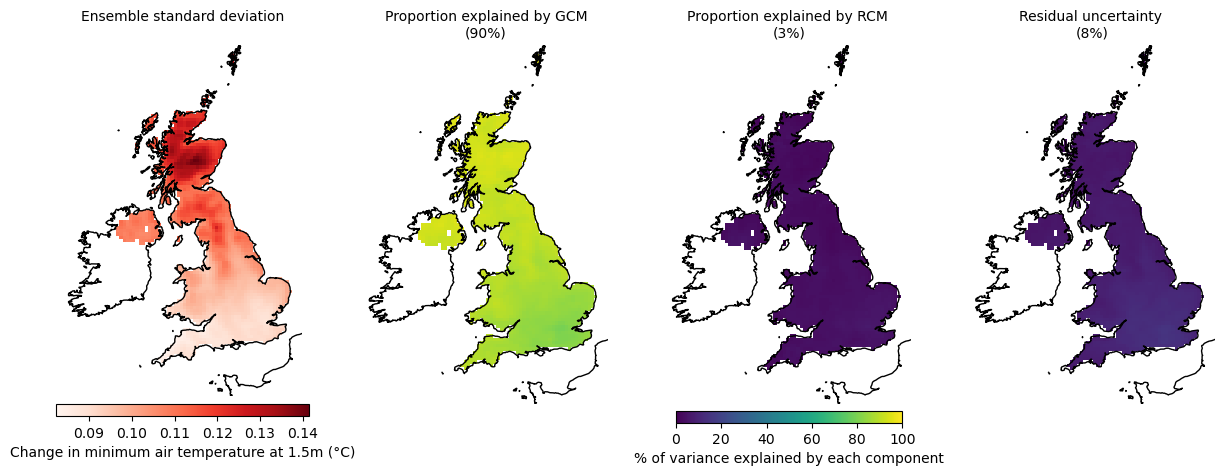 Ensemble standard deviation
Proportion explained by GCM
(90%)
Proportion explained by RCM
(3%)
Residual uncertainty
(8%)
0.09 0.10 0.11 0.12 0.13 0.14
Change in minimum air temperature at 1.5m (°C)
0 20 40 60 80 100
% of variance explained by each component